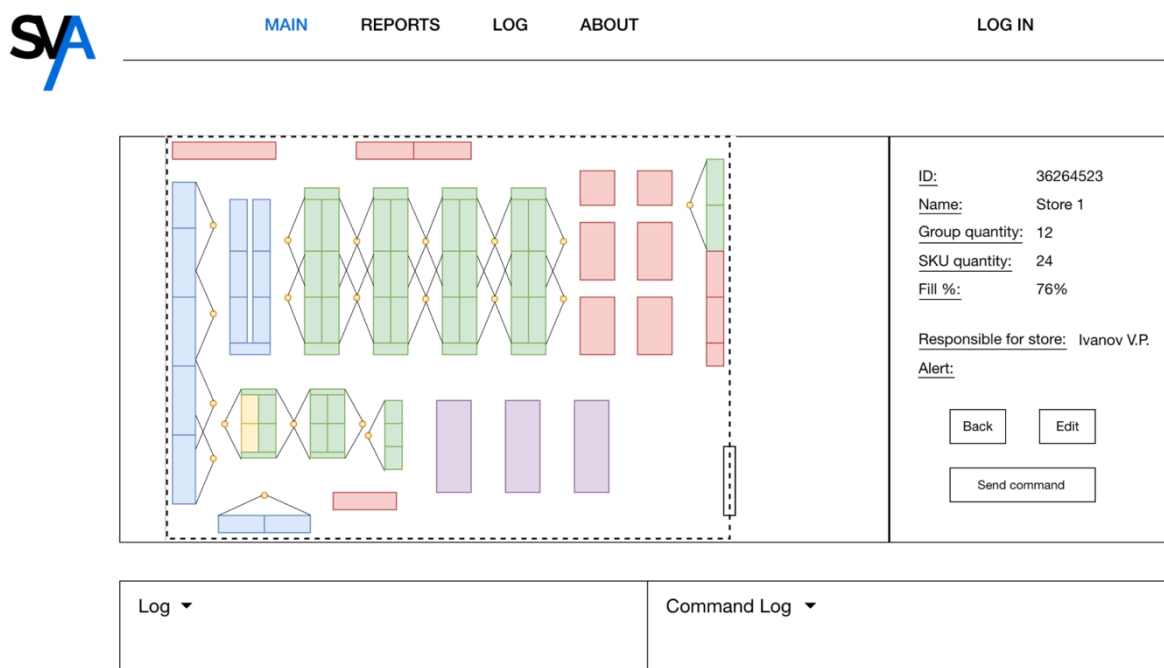 SVA
MAIN REPORTS LOG ABOUT LOG IN
ID: 36264523
Name: Store 1
Group quantity: 12
SKU quantity: 24
Fill %: 76%
Responsible for store: Ivanov V.P.
Alert:
Back Edit
Send command
Log
Command Log